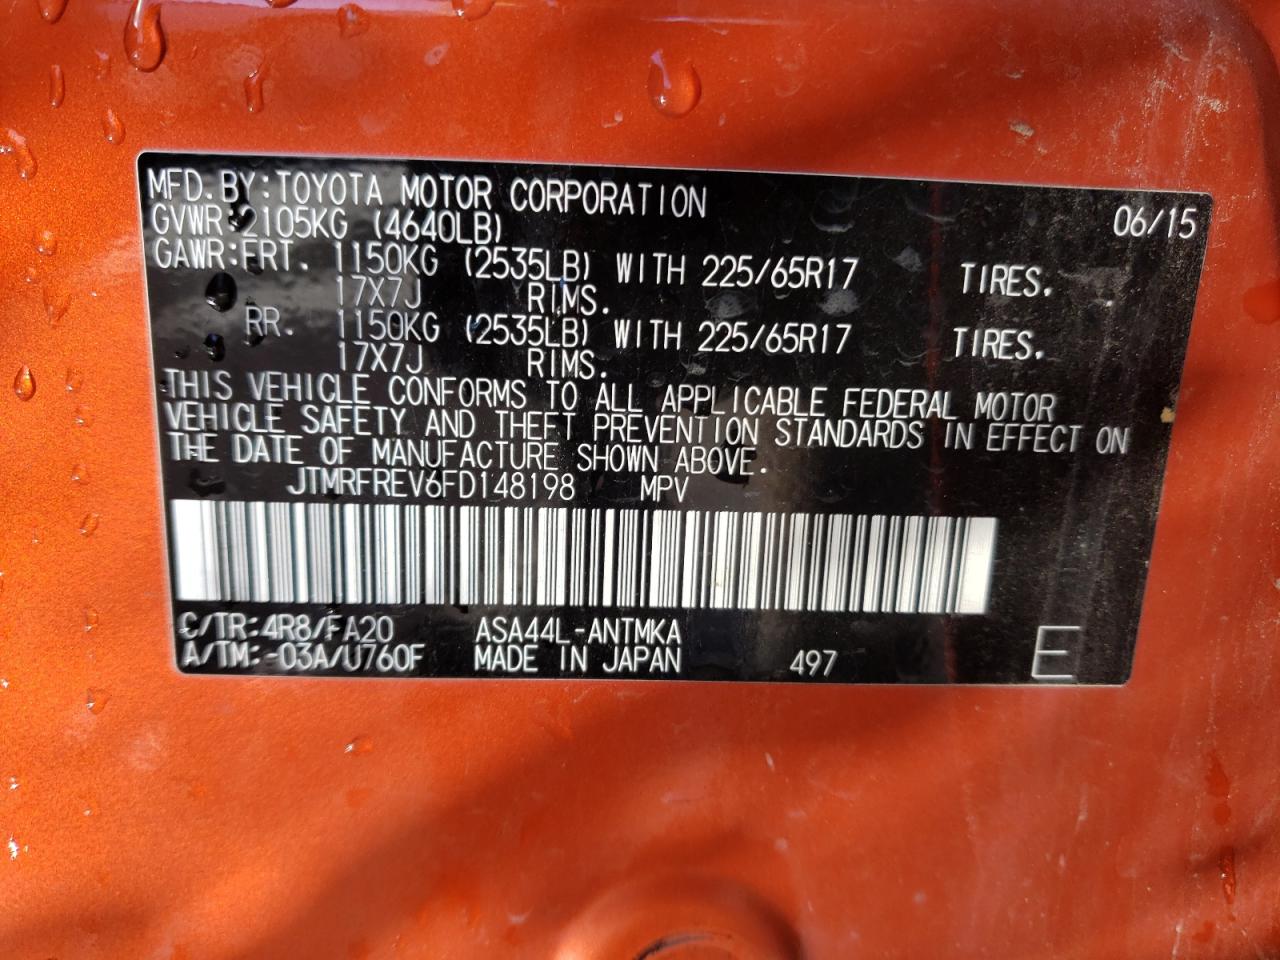 MFD.BY:TOYOTA MOTOR CORPORATION 06/15
GVWR:2105KG (4640LB)
GAWR:FRT. 1150KG (2535LB) WITH 225/65R17 TIRES.
17X7J RIMS.
RR. 1150KG (2535LB) WITH 225/65R17 TIRES.
17X7J RIMS.
THIS VEHICLE CONFORMS TO ALL APPLICABLE FEDERAL MOTOR
VEHICLE SAFETY AND THEFT PREVENTION STANDARDS IN EFFECT ON
THE DATE OF MANUFACTURE SHOWN ABOVE.
JTMRFREV6FD148198 MPV
C/TR:4R8/FA20 ASA44L-ANTMKA
A/TM:-03A/U760F MADE IN JAPAN 497 E